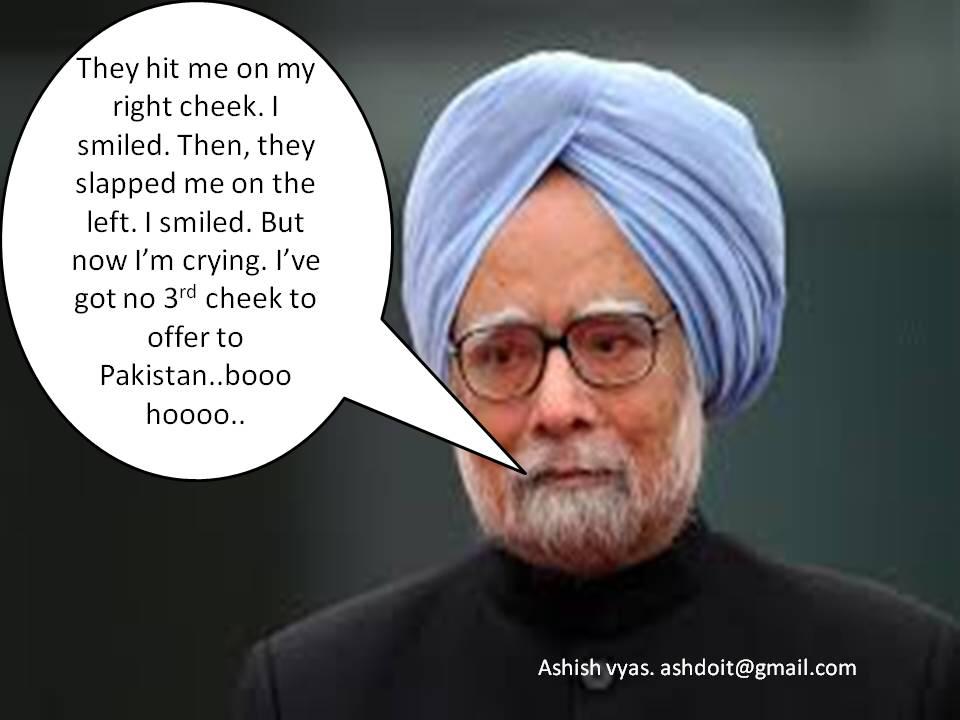 They hit me on my
right cheek. I
smiled. Then, they
slapped me on the
left. I smiled. But
now I’m crying. I’ve
got no 3rd cheek to
offer to
Pakistan..booo
hoooo..
Ashish vyas. ashdoit@gmail.com